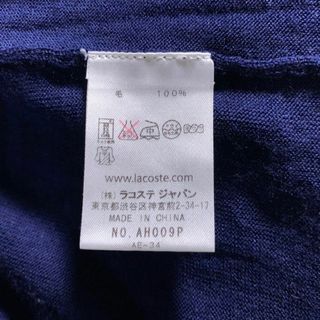 毛 100%
www.lacoste.com
(株) ラコステ ジャパン
東京都渋谷区神宮前2-34-17
MADE IN CHINA
NO. AH009P
AE-34